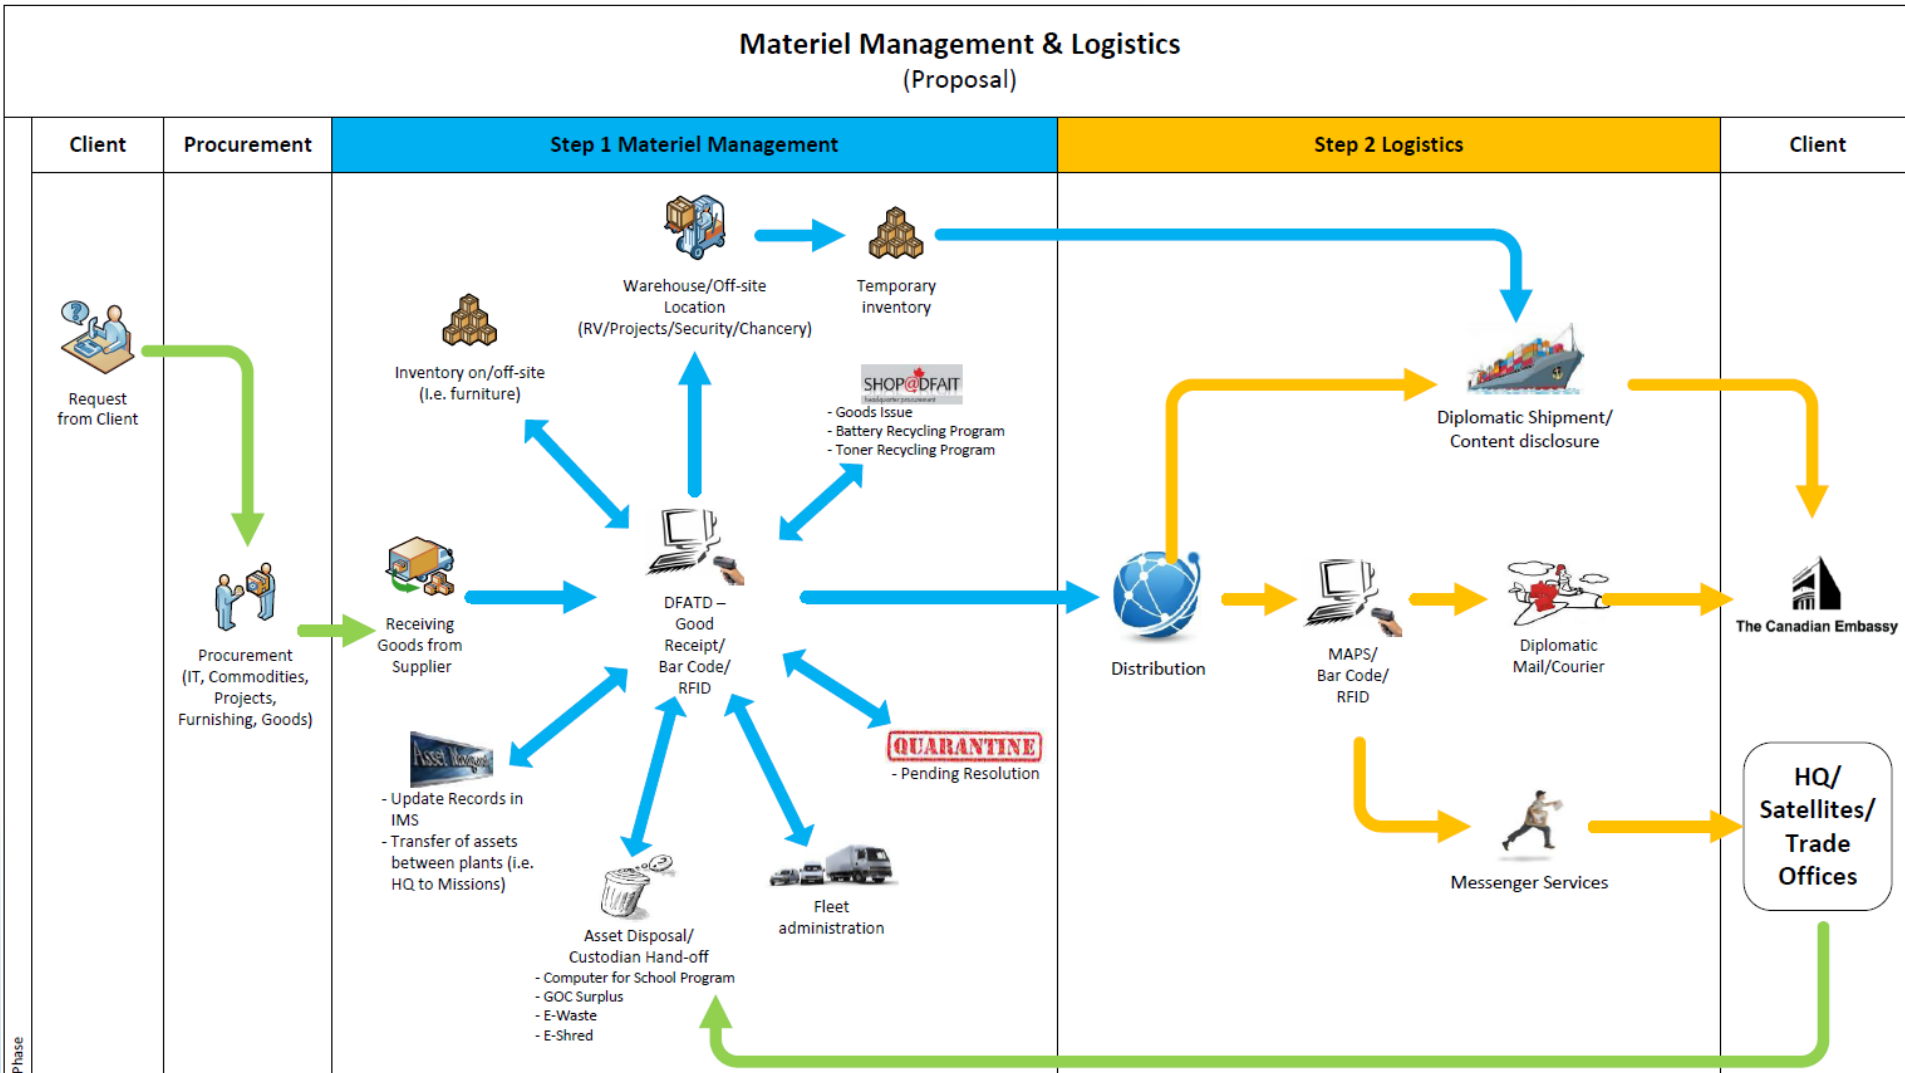 Materiel Management & Logistics
(Proposal)
Client
Procurement
Step 1 Materiel Management
Step 2 Logistics
Client
Request
from Client
Procurement
(IT, Commodities,
Projects,
Furnishing, Goods)
Inventory on/off-site
(I.e. furniture)
Warehouse/Off-site
Location
(RV/Projects/Security/Chancery)
Temporary
inventory
SHOP@DFAIT
headquarter procurement
- Goods Issue
- Battery Recycling Program
- Toner Recycling Program
Receiving
Goods from
Supplier
DFATD –
Good
Receipt/
Bar Code/
RFID
Asset Management
- Update Records in
IMS
- Transfer of assets
between plants (i.e.
HQ to Missions)
QUARANTINE
- Pending Resolution
Asset Disposal/
Custodian Hand-off
- Computer for School Program
- GOC Surplus
- E-Waste
- E-Shred
Fleet
administration
Diplomatic Shipment/
Content disclosure
Distribution
MAPS/
Bar Code/
RFID
Diplomatic
Mail/Courier
Messenger Services
The Canadian Embassy
HQ/
Satellites/
Trade
Offices
Phase